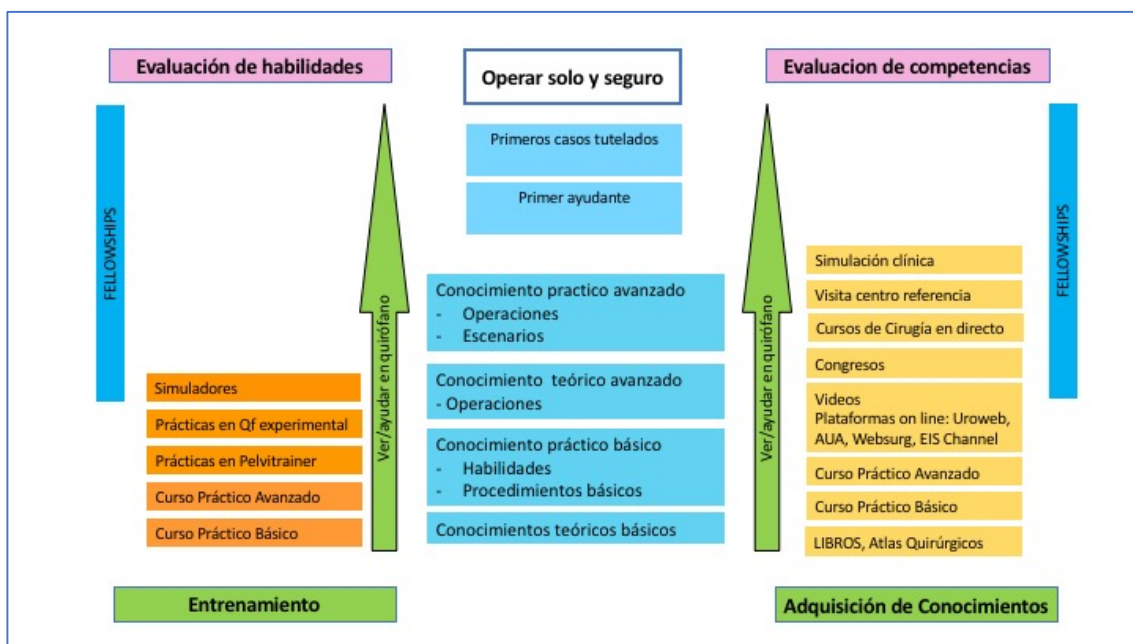 Evaluación de habilidades
Operar solo y seguro
Evaluacion de competencias
FELLOWSHIPS
Simuladores
Prácticas en Qf experimental
Prácticas en Pelvitrainer
Curso Práctico Avanzado
Curso Práctico Básico
Entrenamiento
Ver/ayudar en quirófano
Primeros casos tutelados
Primer ayudante
Conocimiento practico avanzado
- Operaciones
- Escenarios
Conocimiento teórico avanzado
- Operaciones
Conocimiento práctico básico
- Habilidades
- Procedimientos básicos
Conocimientos teóricos básicos
Ver/ayudar en quirófano
Simulación clínica
Visita centro referencia
Cursos de Cirugía en directo
Congresos
Videos
Plataformas on line: Uroweb,
AUA, Websurg, EIS Channel
Curso Práctico Avanzado
Curso Práctico Básico
LIBROS, Atlas Quirúrgicos
FELLOWSHIPS
Adquisición de Conocimientos